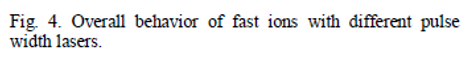 Fig. 4. Overall behavior of fast ions with different pulse
width lasers.